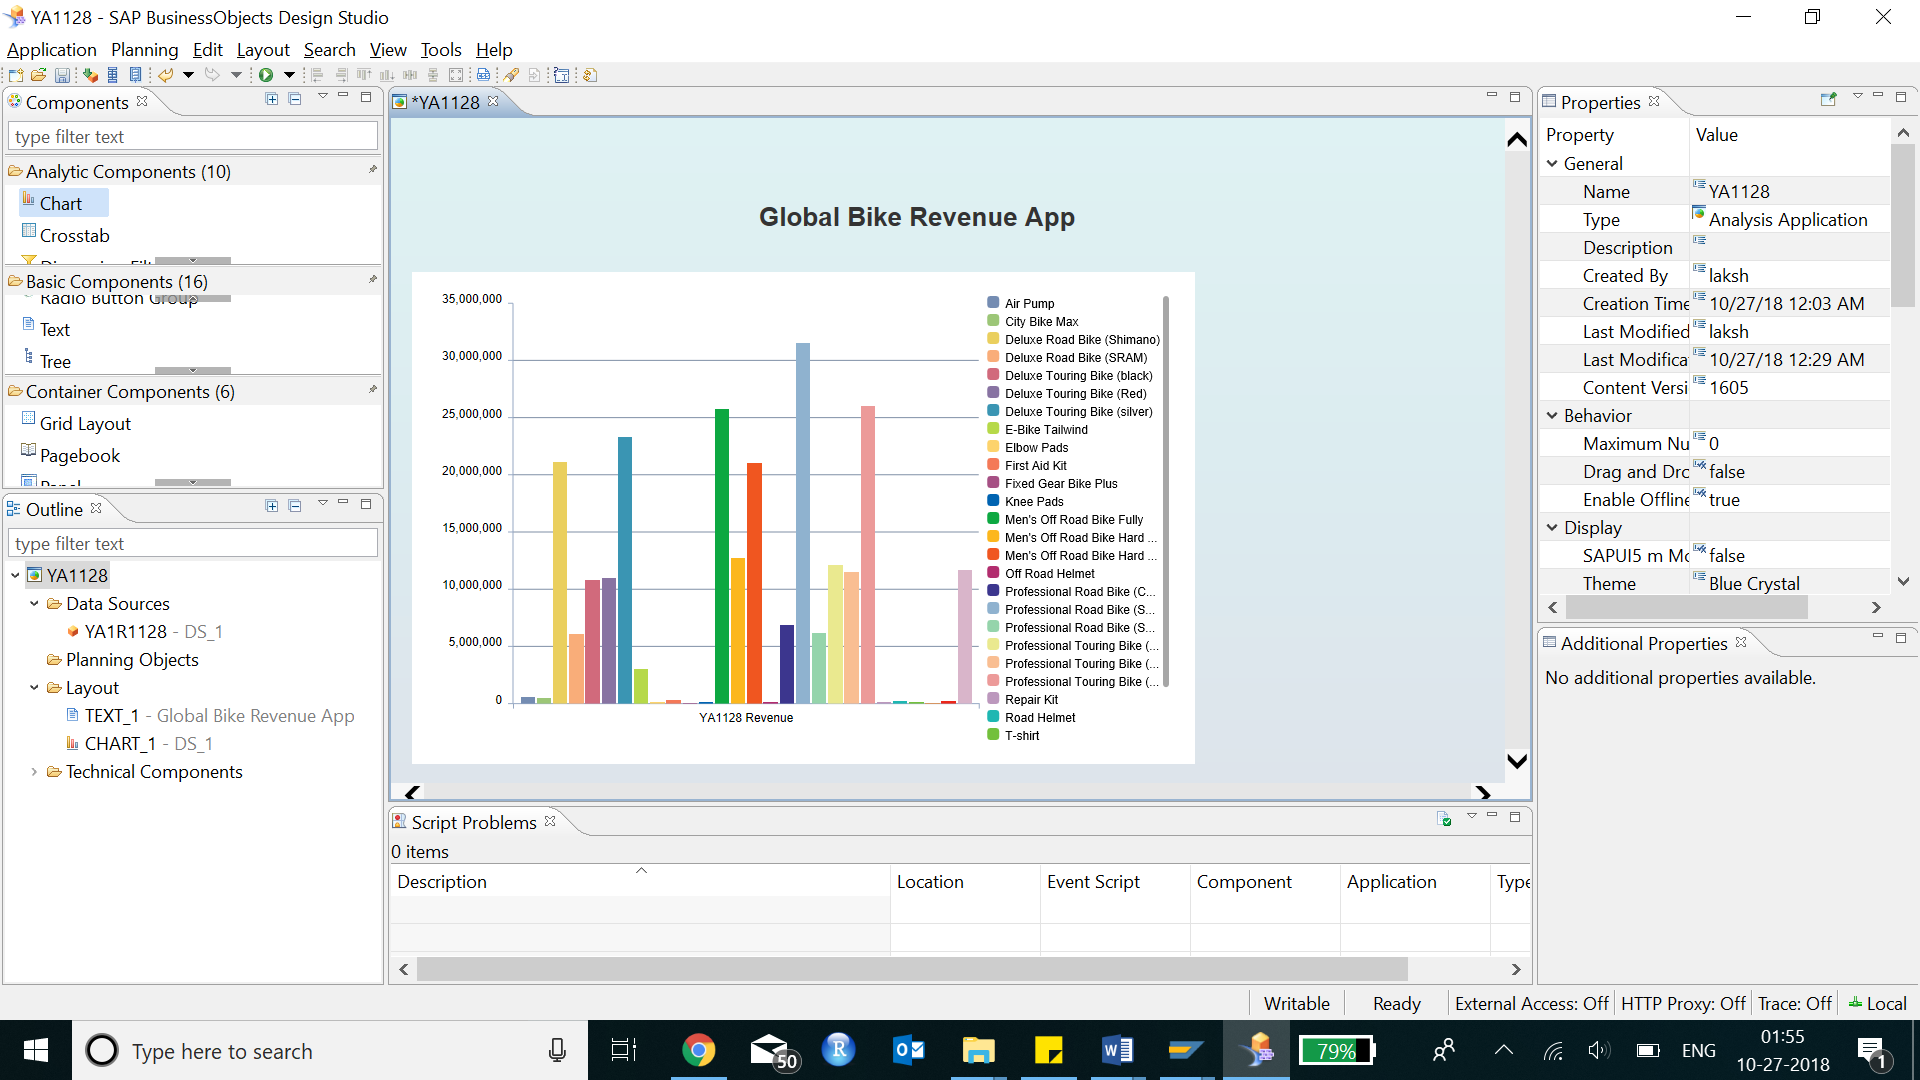 YA1128 - SAP BusinessObjects Design Studio
Application Planning Edit Layout Search View Tools Help
Components
type filter text
Analytic Components (10)
Chart
Crosstab
Basic Components (16)
Radio Button Group
Text
Tree
Container Components (6)
Grid Layout
Pagebook
Panel
Outline
type filter text
YA1128
Data Sources
YA1R1128 - DS_1
Planning Objects
Layout
TEXT_1 - Global Bike Revenue App
CHART_1 - DS_1
Technical Components
*YA1128
Global Bike Revenue App
35,000,000
30,000,000
25,000,000
20,000,000
15,000,000
10,000,000
5,000,000
0
YA1128 Revenue
Air Pump
City Bike Max
Deluxe Road Bike (Shimano)
Deluxe Road Bike (SRAM)
Deluxe Touring Bike (black)
Deluxe Touring Bike (Red)
Deluxe Touring Bike (silver)
E-Bike Tailwind
Elbow Pads
First Aid Kit
Fixed Gear Bike Plus
Knee Pads
Men's Off Road Bike Fully
Men's Off Road Bike Hard ...
Men's Off Road Bike Hard ...
Off Road Helmet
Professional Road Bike (C...
Professional Road Bike (S...
Professional Road Bike (S...
Professional Touring Bike (...
Professional Touring Bike (...
Professional Touring Bike (...
Repair Kit
Road Helmet
T-shirt
Script Problems
0 items
Description Location Event Script Component Application Type
Properties
Property Value
General
Name YA1128
Type Analysis Application
Description
Created By laksh
Creation Time 10/27/18 12:03 AM
Last Modified laksh
Last Modifica 10/27/18 12:29 AM
Content Versi 1605
Behavior
Maximum Nu 0
Drag and Dro false
Enable Offline true
Display
SAPUI5 m Mo false
Theme Blue Crystal
Additional Properties
No additional properties available.
Writable Ready External Access: Off HTTP Proxy: Off Trace: Off Local
Type here to search
50
79%
ENG
01:55
10-27-2018
1